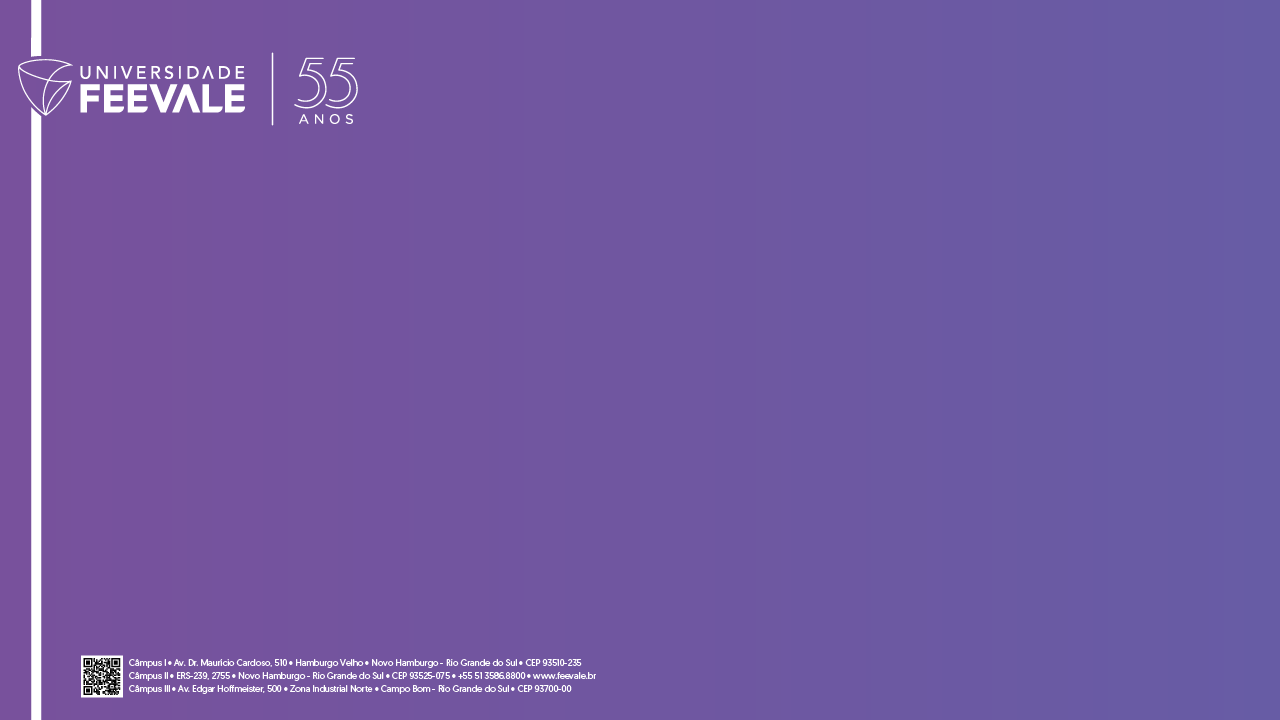 UNIVERSIDADE
FEEVALE
55
ANOS
Câmpus I • Av. Dr. Maurício Cardoso, 510 • Hamburgo Velho • Novo Hamburgo - Rio Grande do Sul • CEP 93510-235
Câmpus II • ERS-239, 2755 • Novo Hamburgo - Rio Grande do Sul • CEP 93525-075 • +55 51 3586.8800 • www.feevale.br
Câmpus III • Av. Edgar Hoffmeister, 500 • Zona Industrial Norte • Campo Bom - Rio Grande do Sul • CEP 93700-00